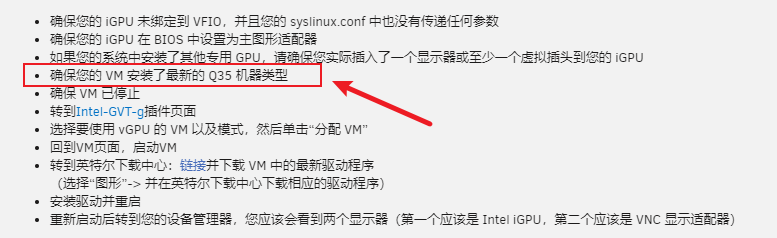 确保您的 iGPU 未绑定到 VFIO，并且您的 syslinux.conf 中也没有传递任何参数
确保您的 iGPU 在 BIOS 中设置为主图形适配器
如果您的系统中安装了其他专用 GPU，请确保您实际插入了一个显示器或至少一个虚拟插头到您的 iGPU
确保您的 VM 安装了最新的 Q35 机器类型
确保 VM 已停止
转到Intel-GVT-g插件页面
选择要使用 vGPU 的 VM 以及模式，然后单击“分配 VM”
回到VM页面，启动VM
转到英特尔下载中心：链接并下载 VM 中的最新驱动程序
（选择“图形”-> 并在英特尔下载中心下载相应的驱动程序）
安装驱动并重启
重新启动后转到您的设备管理器，您应该会看到两个显示器（第一个应该是 Intel iGPU，第二个应该是 VNC 显示适配器）